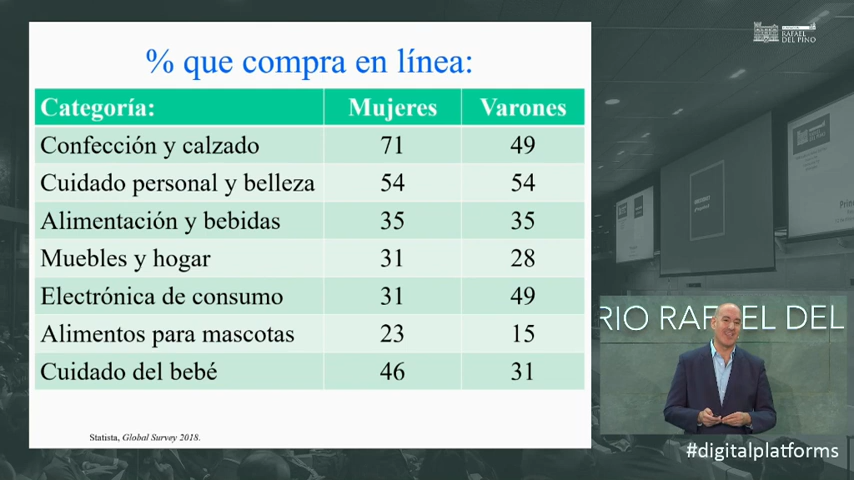 RAFAEL
DEL PINO
% que compra en línea:
Categoría: Mujeres Varones
Confección y calzado 71 49
Cuidado personal y belleza 54 54
Alimentación y bebidas 35 35
Muebles y hogar 31 28
Electrónica de consumo 31 49
Alimentos para mascotas 23 15
Cuidado del bebé 46 31
Statista, Global Survey 2018.
RIO RAFAEL DEL
#digitalplatforms